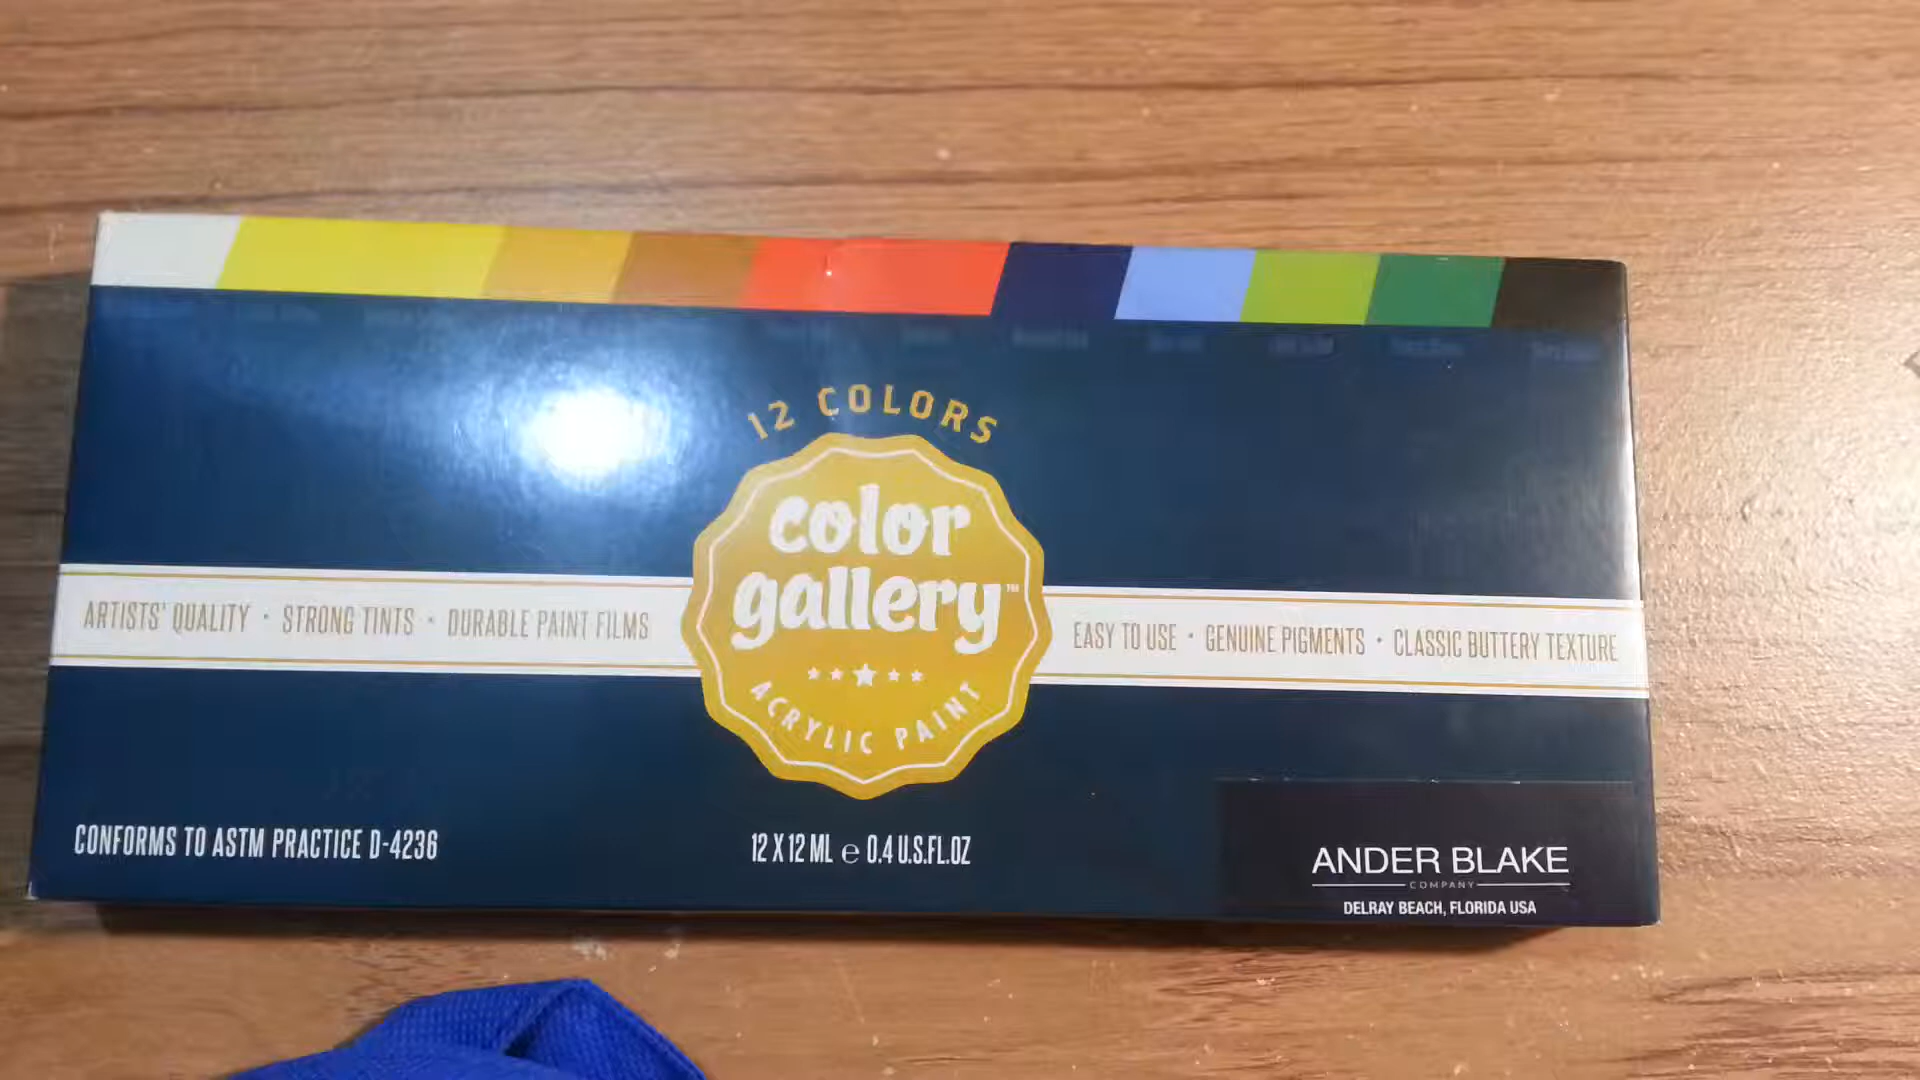 12 COLORS
color
gallery™
ACRYLIC PAINT
ARTISTS' QUALITY · STRONG TINTS · DURABLE PAINT FILMS
EASY TO USE · GENUINE PIGMENTS · CLASSIC BUTTERY TEXTURE
CONFORMS TO ASTM PRACTICE D-4236
12 X 12 ML e 0.4 U.S.FL.OZ
ANDER BLAKE
COMPANY
DELRAY BEACH, FLORIDA USA